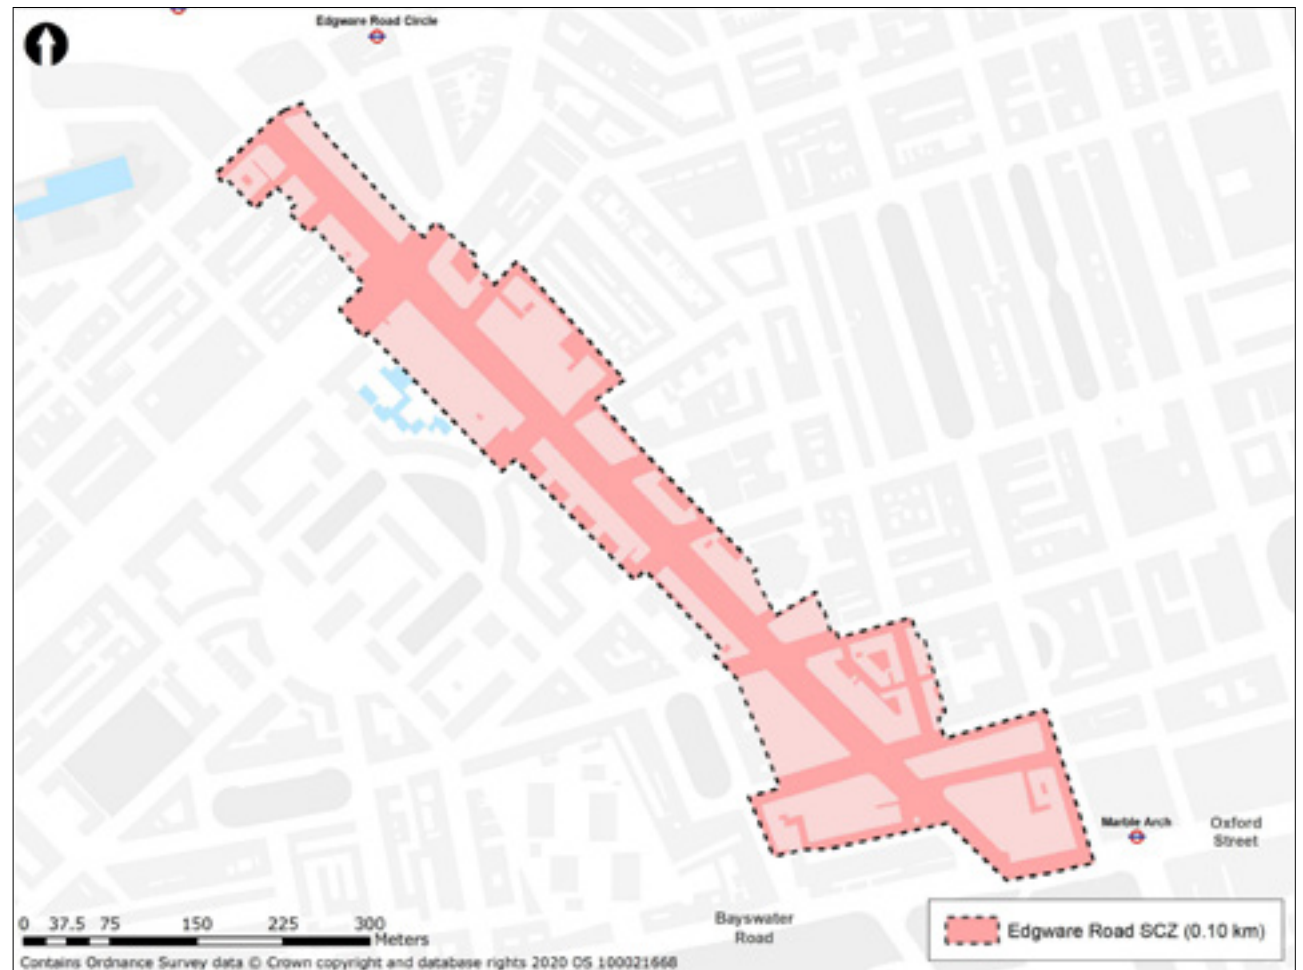 Edgware Road Circle
Marble Arch
Oxford
Street
Bayswater
Road
Edgware Road SCZ (0.10 km)
0 37.5 75 150 225 300
Meters
Contains Ordnance Survey data © Crown copyright and database rights 2020 OS 100021668